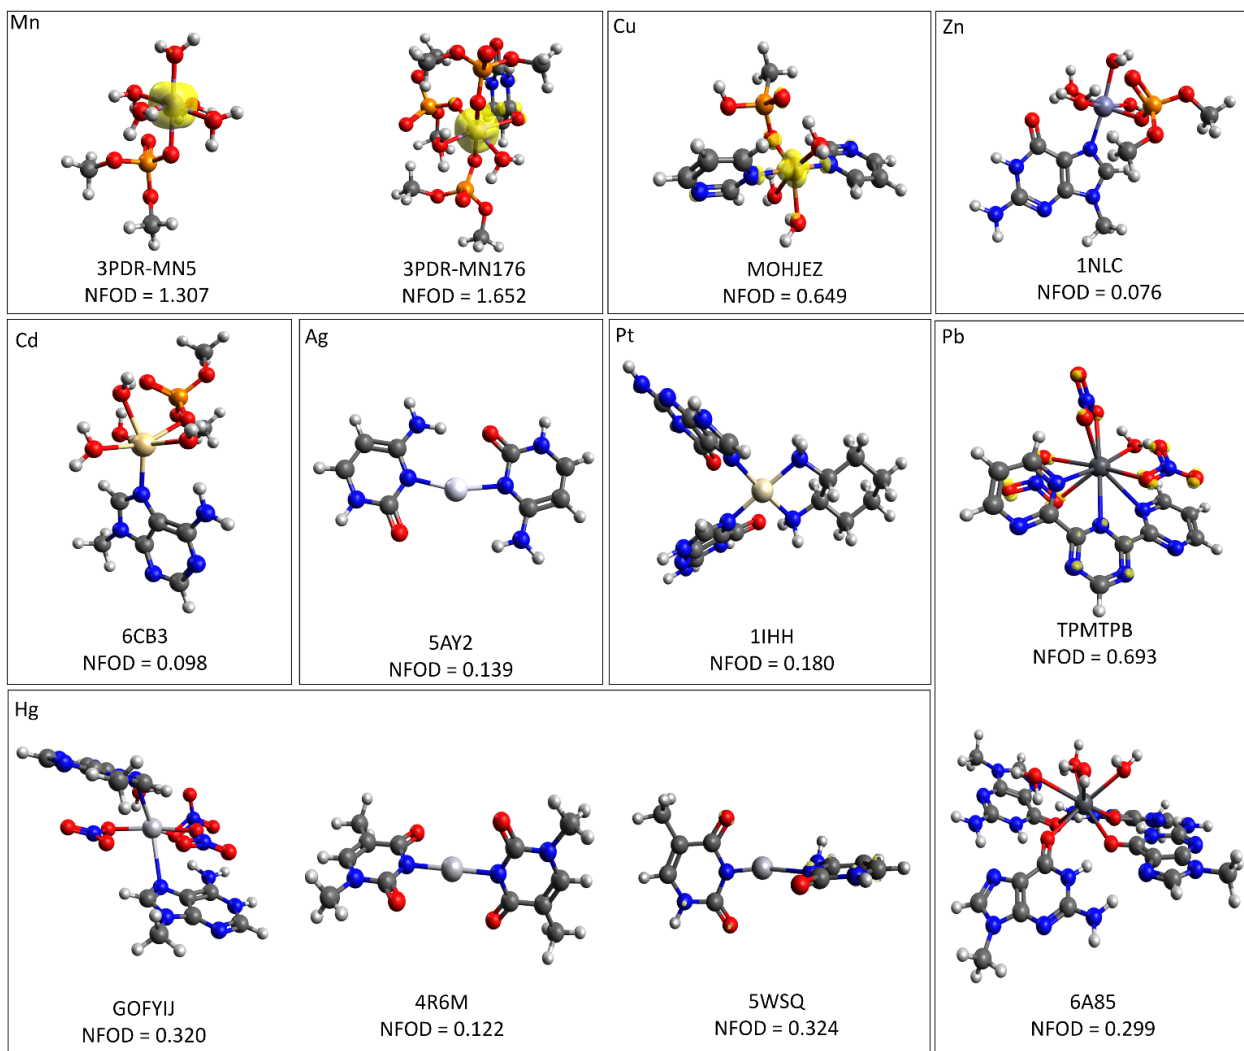 Mn
3PDR-MN5
NFOD = 1.307
3PDR-MN176
NFOD = 1.652
Cu
MOHJEZ
NFOD = 0.649
Zn
1NLC
NFOD = 0.076
Cd
6CB3
NFOD = 0.098
Ag
5AY2
NFOD = 0.139
Pt
1IHH
NFOD = 0.180
Pb
TPMTPB
NFOD = 0.693
6A85
NFOD = 0.299
Hg
GOFYIJ
NFOD = 0.320
4R6M
NFOD = 0.122
5WSQ
NFOD = 0.324